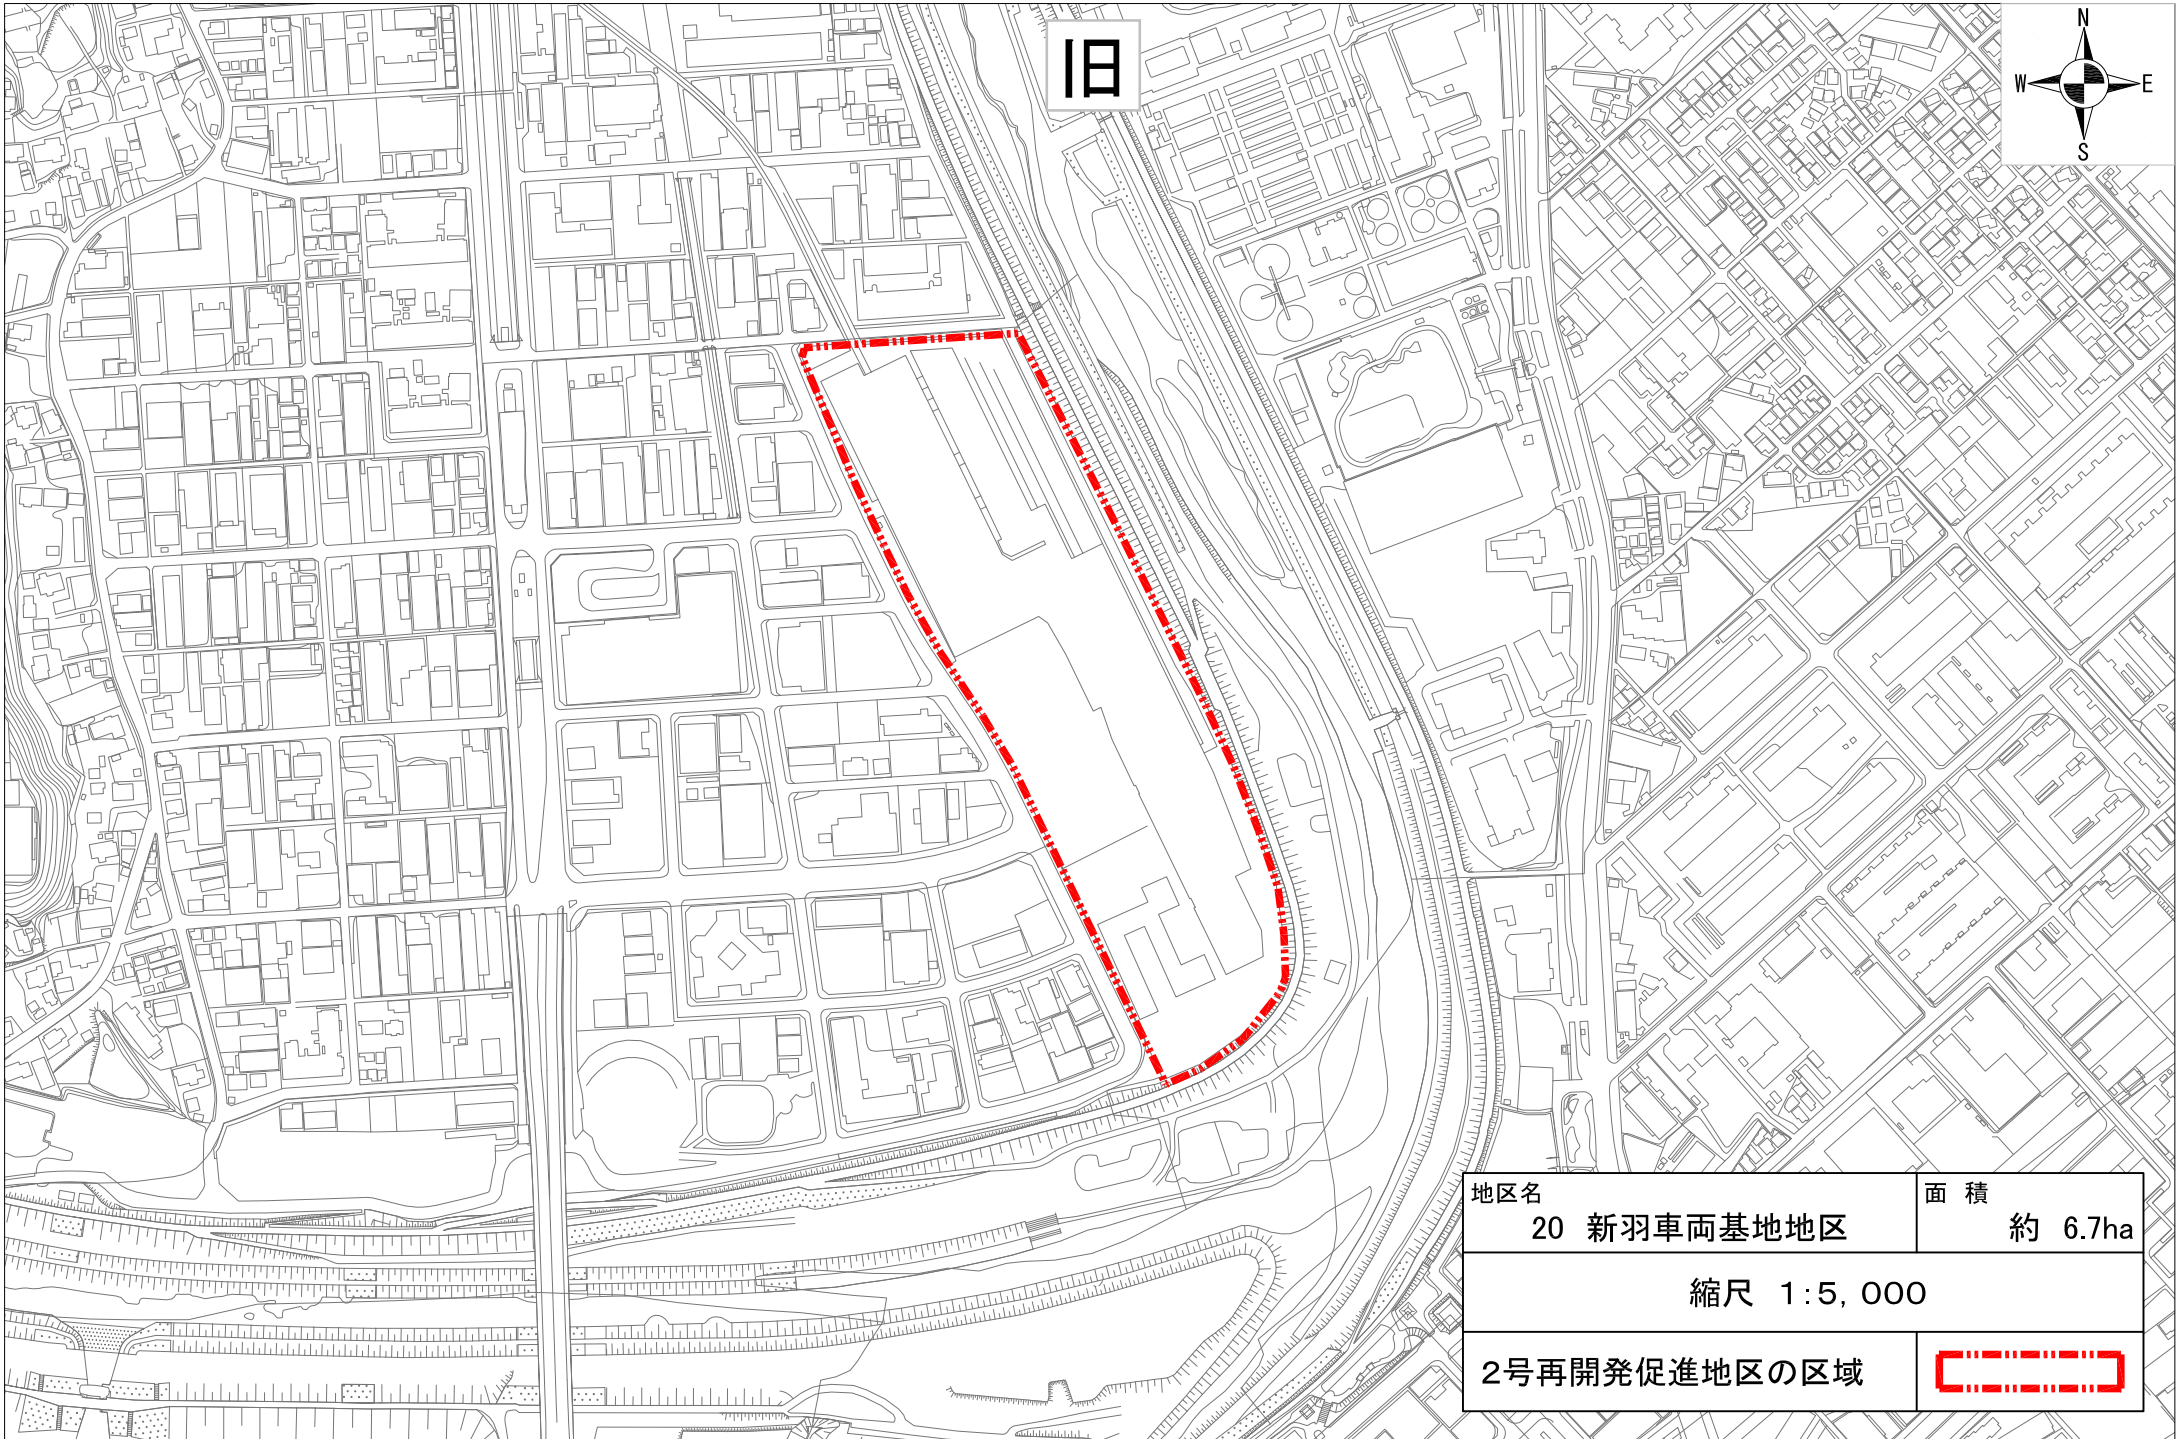 旧
N
W E
S
地区名
20 新羽車両基地地区
面 積
約 6.7ha
縮尺 1:5,000
2号再開発促進地区の区域